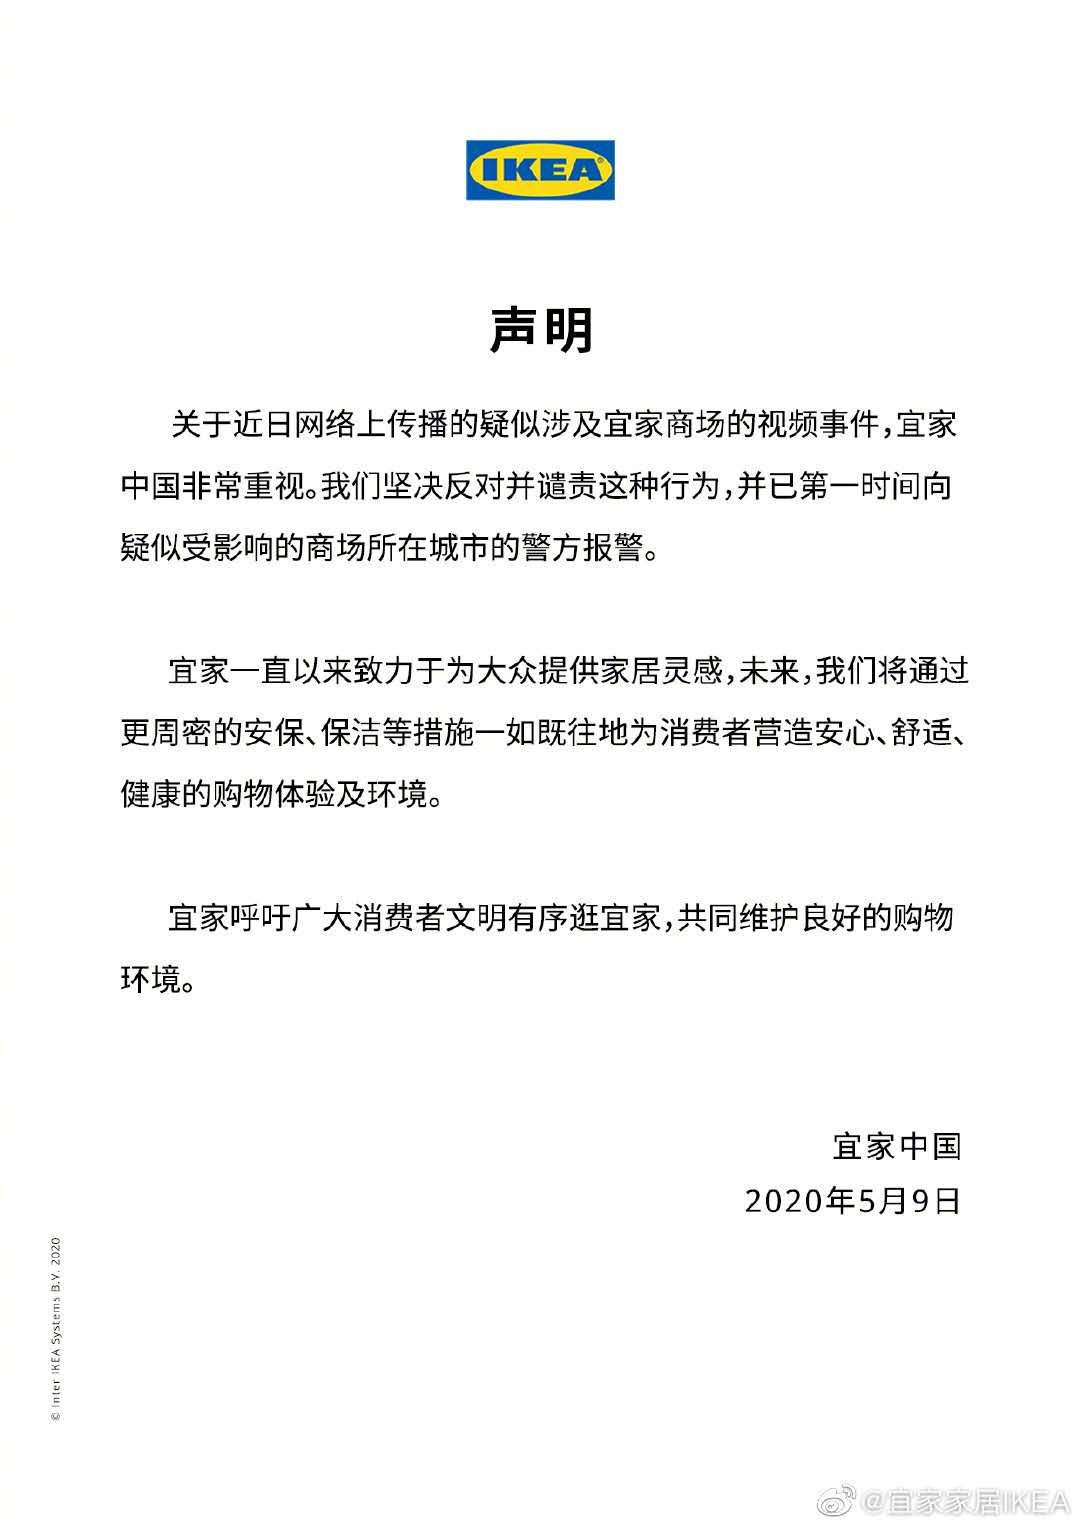 IKEA®
声明
关于近日网络上传播的疑似涉及宜家商场的视频事件，宜家
中国非常重视。我们坚决反对并谴责这种行为，并已第一时间向
疑似受影响的商场所在城市的警方报警。
宜家一直以来致力于为大众提供家居灵感，未来，我们将通过
更周密的安保、保洁等措施一如既往地为消费者营造安心、舒适、
健康的购物体验及环境。
宜家呼吁广大消费者文明有序逛宜家，共同维护良好的购物
环境。
宜家中国
2020年5月9日
© Inter IKEA Systems B.V. 2020
@宜家家居IKEA